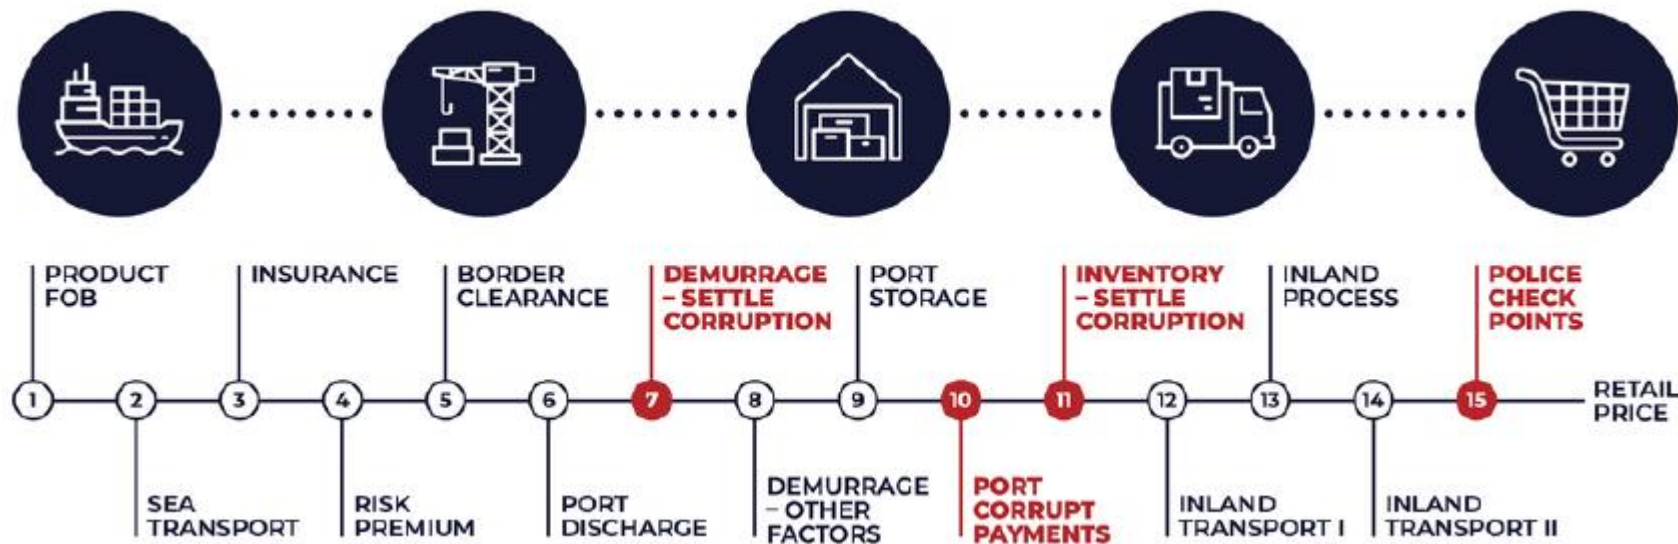 PRODUCT
FOB
INSURANCE
BORDER
CLEARANCE
DEMURRAGE
– SETTLE
CORRUPTION
PORT
STORAGE
INVENTORY
– SETTLE
CORRUPTION
INLAND
PROCESS
POLICE
CHECK
POINTS
1 2 3 4 5 6 7 8 9 10 11 12 13 14 15
RETAIL
PRICE
SEA
TRANSPORT
RISK
PREMIUM
PORT
DISCHARGE
DEMURRAGE
– OTHER
FACTORS
PORT
CORRUPT
PAYMENTS
INLAND
TRANSPORT I
INLAND
TRANSPORT II